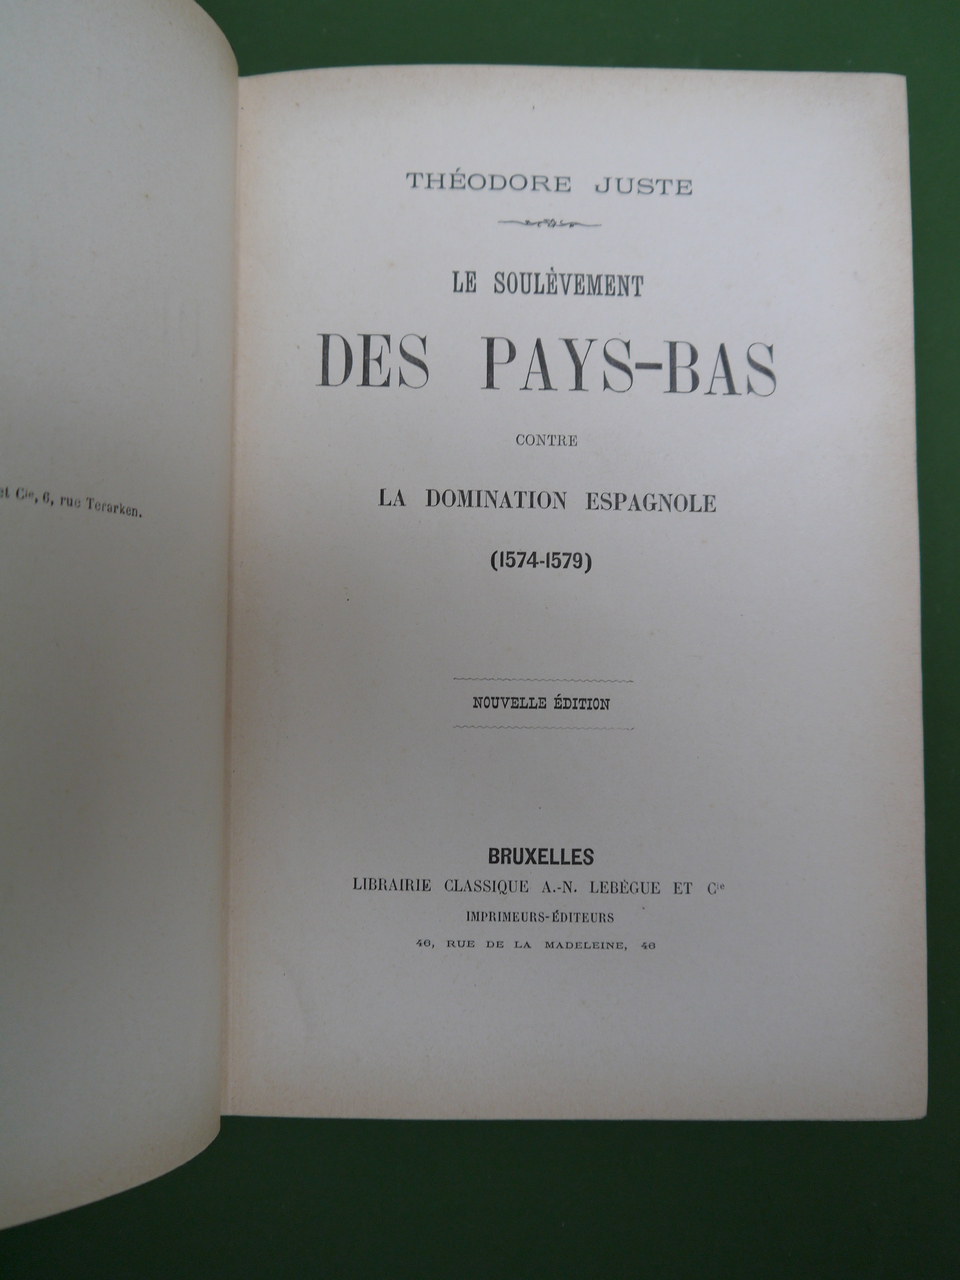 et Cie, 6, rue Terarken.
THÉODORE JUSTE
LE SOULÈVEMENT
DES PAYS-BAS
CONTRE
LA DOMINATION ESPAGNOLE
(1574-1579)
NOUVELLE ÉDITION
BRUXELLES
LIBRAIRIE CLASSIQUE A.-N. LEBÈGUE ET Cie
IMPRIMEURS-ÉDITEURS
46, RUE DE LA MADELEINE, 46